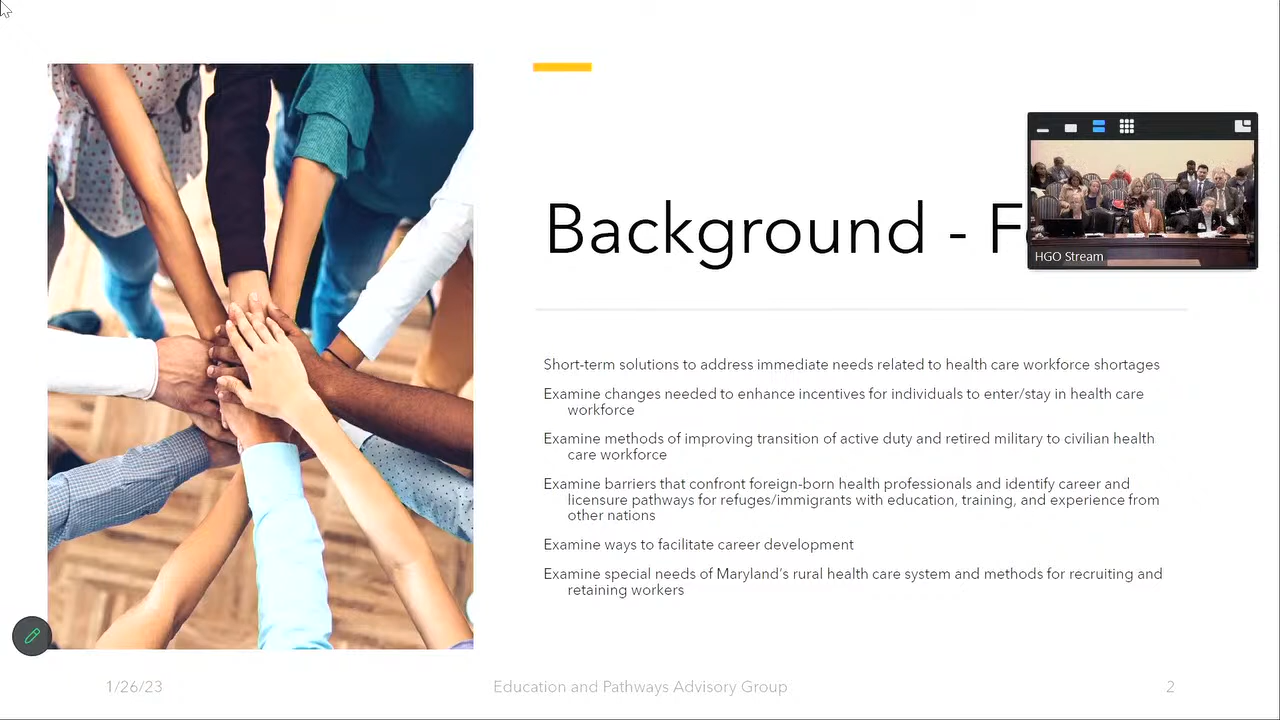 Background - F
HGO Stream
Short-term solutions to address immediate needs related to health care workforce shortages
Examine changes needed to enhance incentives for individuals to enter/stay in health care
workforce
Examine methods of improving transition of active duty and retired military to civilian health
care workforce
Examine barriers that confront foreign-born health professionals and identify career and
licensure pathways for refuges/immigrants with education, training, and experience from
other nations
Examine ways to facilitate career development
Examine special needs of Maryland's rural health care system and methods for recruiting and
retaining workers
1/26/23
Education and Pathways Advisory Group
2